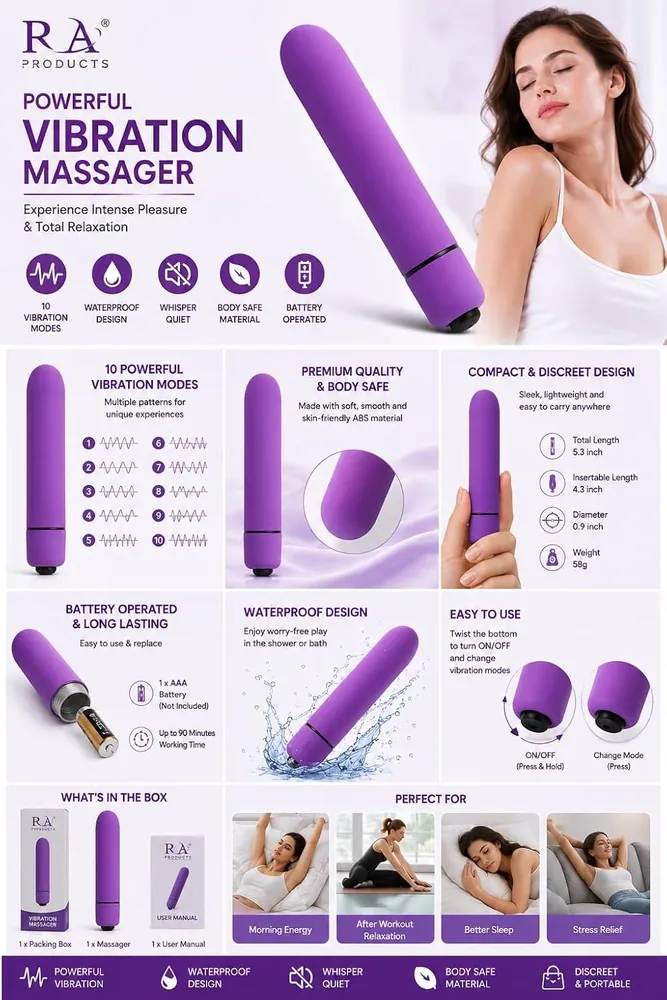 RA®
PRODUCTS
POWERFUL
VIBRATION
MASSAGER
Experience Intense Pleasure
& Total Relaxation
10
VIBRATION
MODES
WATERPROOF
DESIGN
WHISPER
QUIET
BODY SAFE
MATERIAL
BATTERY
OPERATED
10 POWERFUL
VIBRATION MODES
Multiple patterns for
unique experiences
1
2
3
4
5
6
7
8
9
10
PREMIUM QUALITY
& BODY SAFE
Made with soft, smooth and
skin-friendly ABS material
COMPACT & DISCREET DESIGN
Sleek, lightweight and
easy to carry anywhere
Total Length
5.3 inch
Insertable Length
4.3 inch
Diameter
0.9 inch
Weight
58g
BATTERY OPERATED
& LONG LASTING
Easy to use & replace
1 x AAA
Battery
(Not Included)
Up to 90 Minutes
Working Time
WATERPROOF DESIGN
Enjoy worry-free play
in the shower or bath
EASY TO USE
Twist the bottom
to turn ON/OFF
and change
vibration modes
ON/OFF
(Press & Hold)
Change Mode
(Press)
WHAT'S IN THE BOX
RA
PRODUCTS
VIBRATION
MASSAGER
RA
PRODUCTS
USER MANUAL
1 x Packing Box
1 x Massager
1 x User Manual
PERFECT FOR
Morning Energy
After Workout
Relaxation
Better Sleep
Stress Relief
POWERFUL
VIBRATION
WATERPROOF
DESIGN
WHISPER
QUIET
BODY SAFE
MATERIAL
DISCREET
& PORTABLE